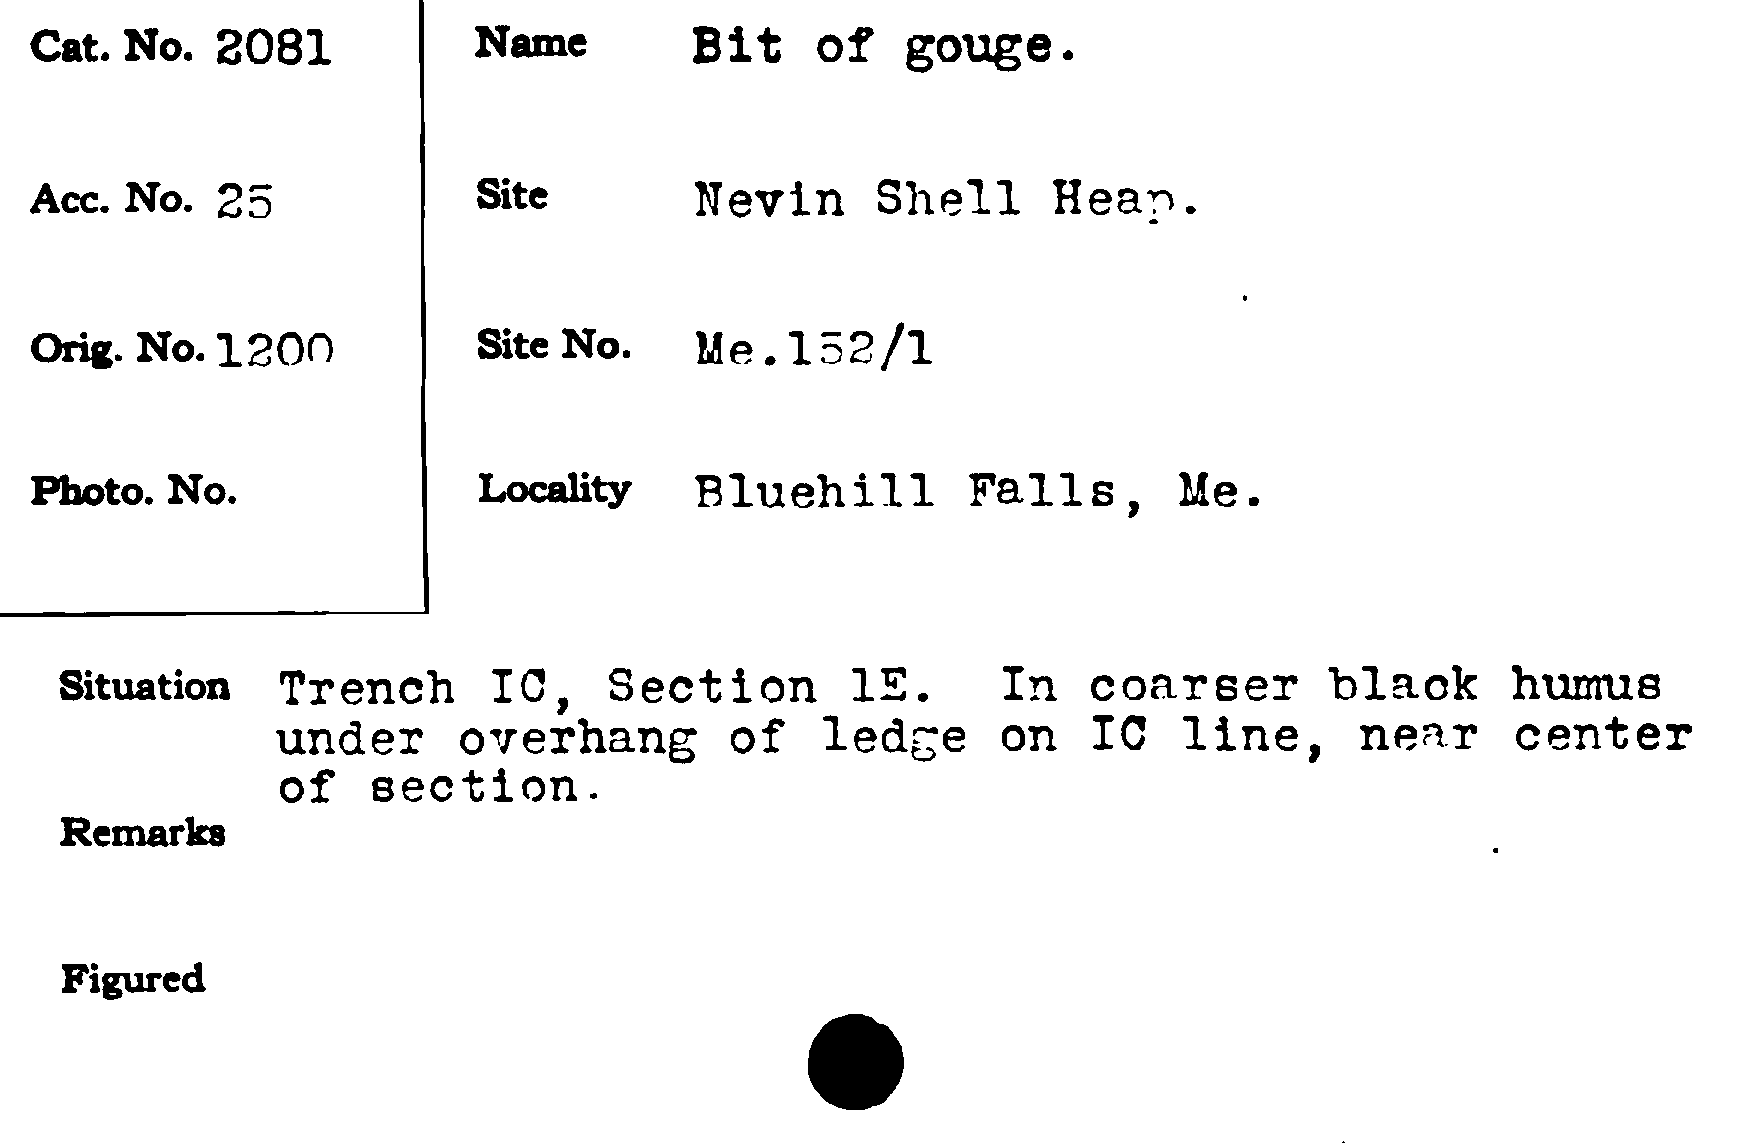 Cat. No. 2081
Name Bit of gouge.
Acc. No. 25
Site Nevin Shell Heap.
Orig. No. 1200
Site No. Me.152/1
Photo. No.
Locality Bluehill Falls, Me.
Situation Trench IC, Section 1E. In coarser black humus
under overhang of ledge on IC line, near center
of section.
Remarks
Figured